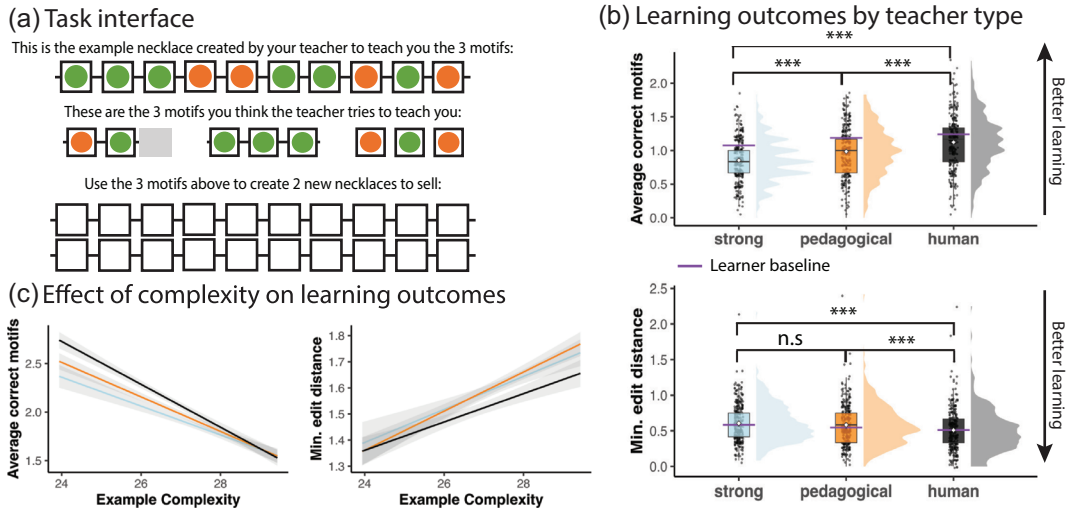 (a) Task interface
This is the example necklace created by your teacher to teach you the 3 motifs:
These are the 3 motifs you think the teacher tries to teach you:
Use the 3 motifs above to create 2 new necklaces to sell:
(b) Learning outcomes by teacher type
***
*** ***
Average correct motifs
2.0
1.5
1.0
0.5
0.0
strong pedagogical human
Better learning
Learner baseline
Min. edit distance
2.5
2.0
1.5
1.0
0.5
0.0
***
n.s ***
strong pedagogical human
Better learning
(c) Effect of complexity on learning outcomes
Average correct motifs
2.5
2.0
1.5
24 26 28
Example Complexity
Min. edit distance
1.8
1.7
1.6
1.5
1.4
1.3
24 26 28
Example Complexity